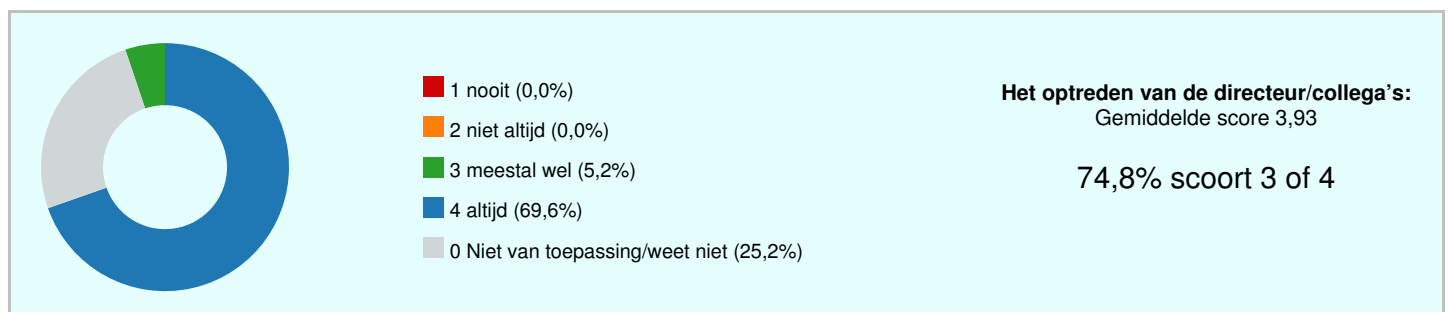 1 nooit (0,0%)
2 niet altijd (0,0%)
3 meestal wel (5,2%)
4 altijd (69,6%)
0 Niet van toepassing/weet niet (25,2%)
Het optreden van de directeur/collega’s:
Gemiddelde score 3,93
74,8% scoort 3 of 4